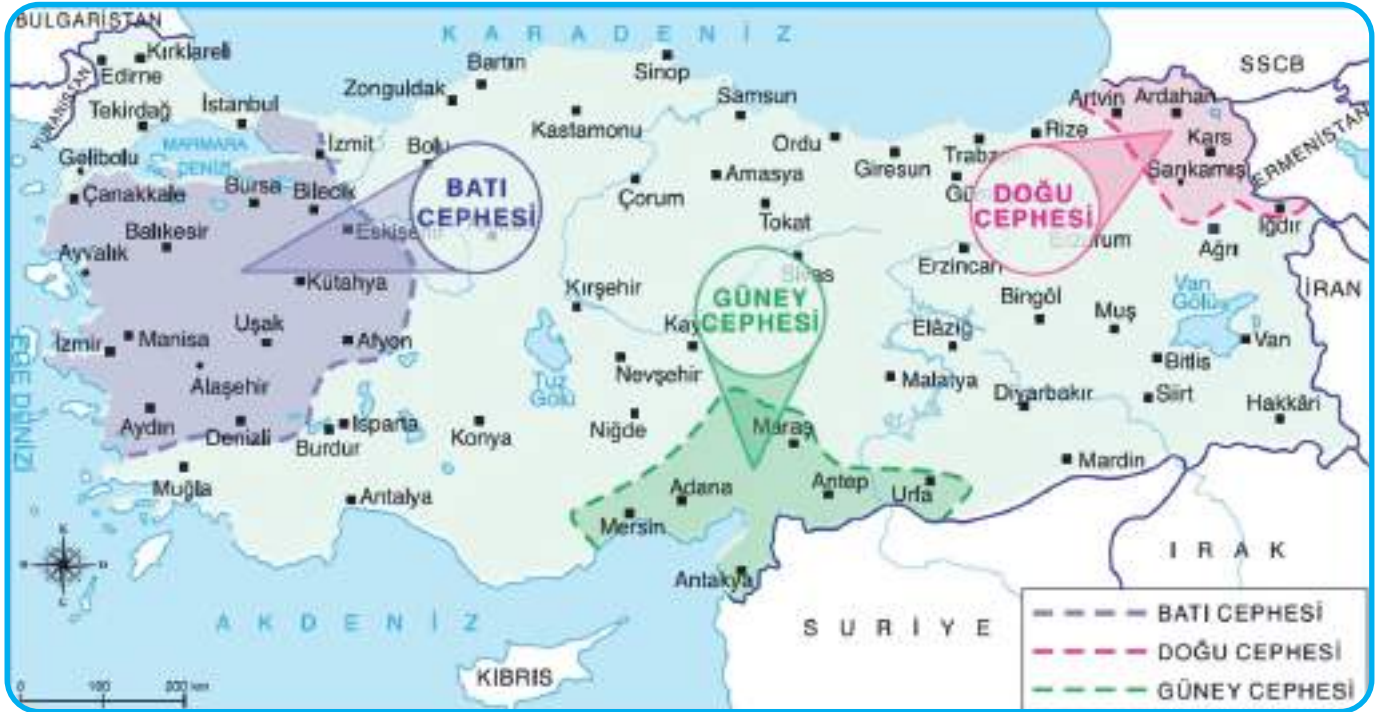 BULGARİSTAN
KARADENİZ
Kırklareli
Edirne
YUNANİSTAN
Tekirdağ
İstanbul
Zonguldak
Bartın
Sinop
Kastamonu
Samsun
SSCB
Artvin
Ardahan
Rize
Kars
Sarıkamış
ERMENİSTAN
MARMARA
DENİZİ
Gelibolu
Çanakkale
İzmit
Bolu
Bursa
Bilecik
BATI
CEPHESİ
Çorum
Amasya
Tokat
Ordu
Giresun
Trabz
Gü
DOĞU
CEPHESİ
Erzurum
Iğdır
Ağrı
Balıkesir
Ayvalık
Eskişehir
Kütahya
Kırşehir
Sivas
GÜNEY
CEPHESİ
Erzincan
Bingöl
Muş
Van
Gölü
İRAN
EGE DENİZİ
İzmir
Manisa
Uşak
Afyon
Alaşehir
Tuz
Gölü
Kay
Nevşehir
Elâzığ
Malatya
Bitlis
Van
Diyarbakır
Siirt
Hakkâri
Aydın
Denizli
Burdur
Isparta
Konya
Niğde
Maraş
Mardin
Muğla
Antalya
Mersin
Adana
Antep
Urfa
Antakya
AKDENİZ
KIBRIS
SURİYE
IRAK
K
B
D
G
0 100 200 km
BATI CEPHESİ
DOĞU CEPHESİ
GÜNEY CEPHESİ